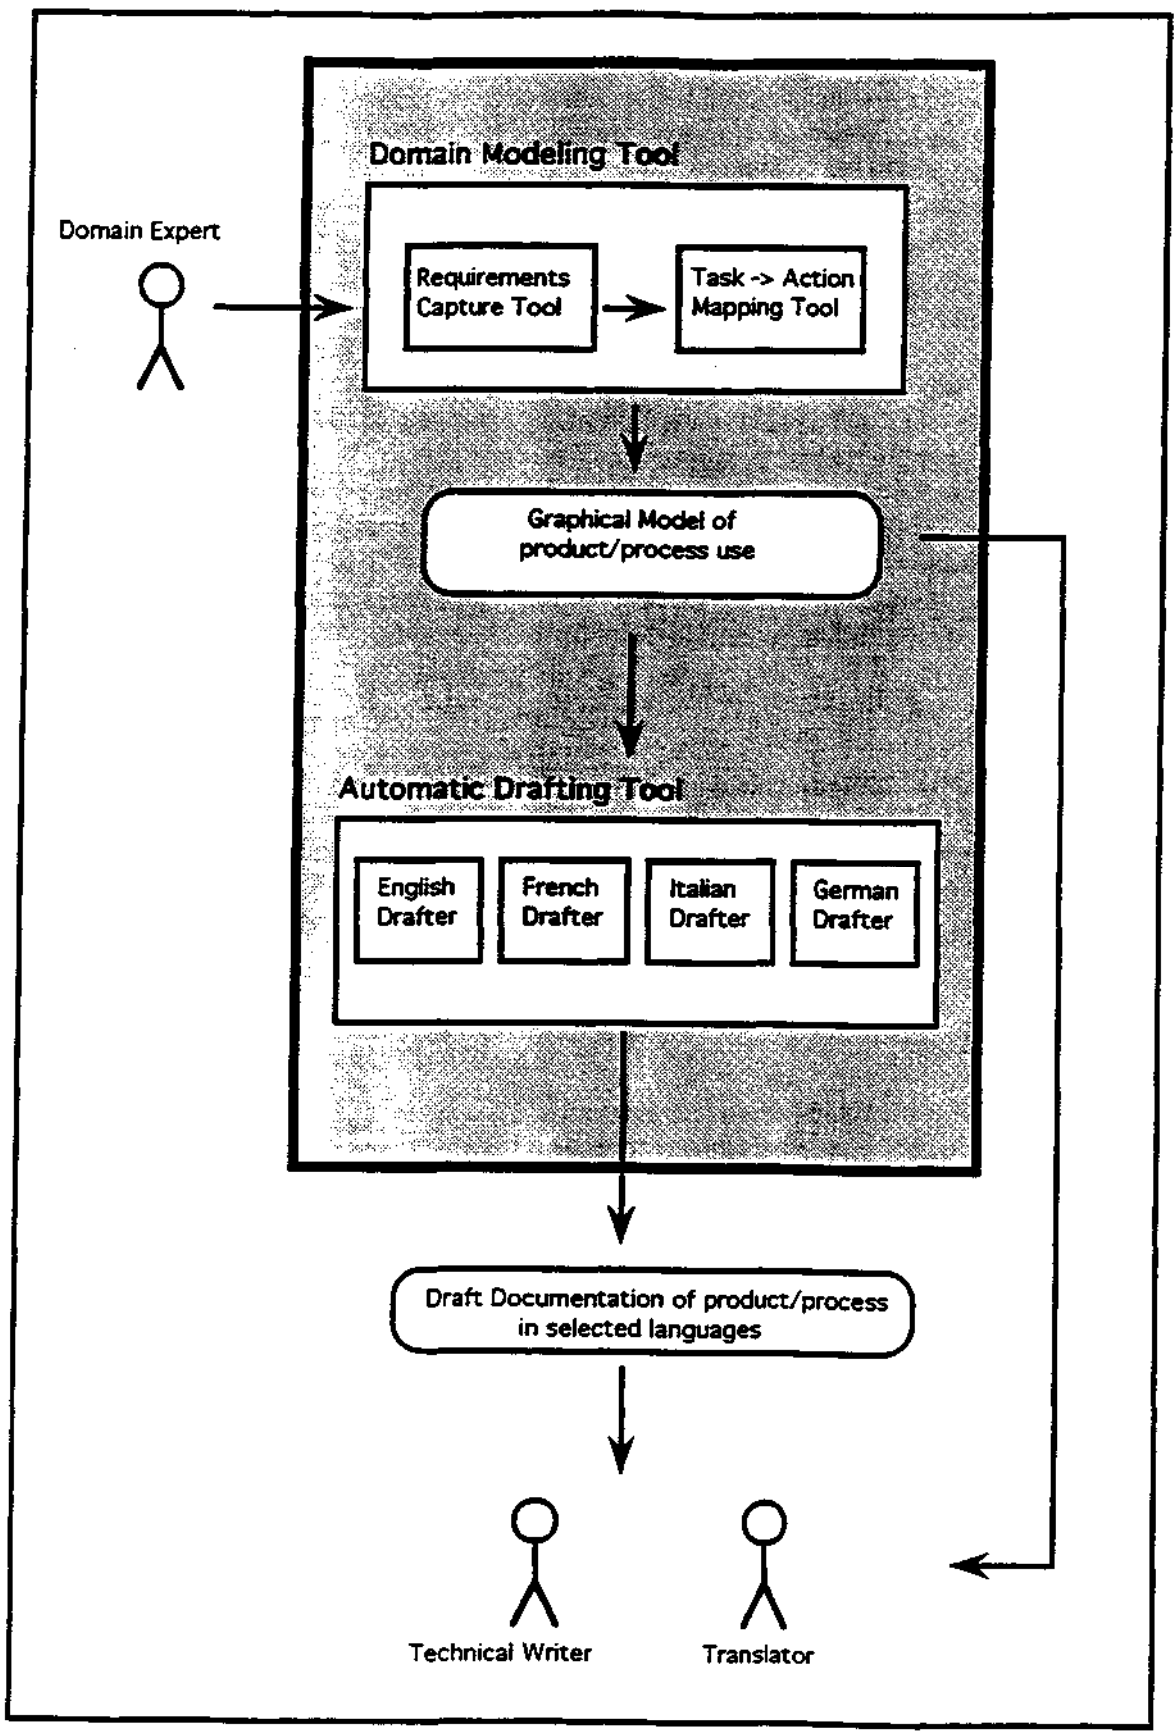 Domain Modeling Tool
Domain Expert
Requirements
Capture Tool
Task -> Action
Mapping Tool
Graphical Model of
product/process use
Automatic Drafting Tool
English
Drafter
French
Drafter
Italian
Drafter
German
Drafter
Draft Documentation of product/process
in selected languages
Technical Writer
Translator